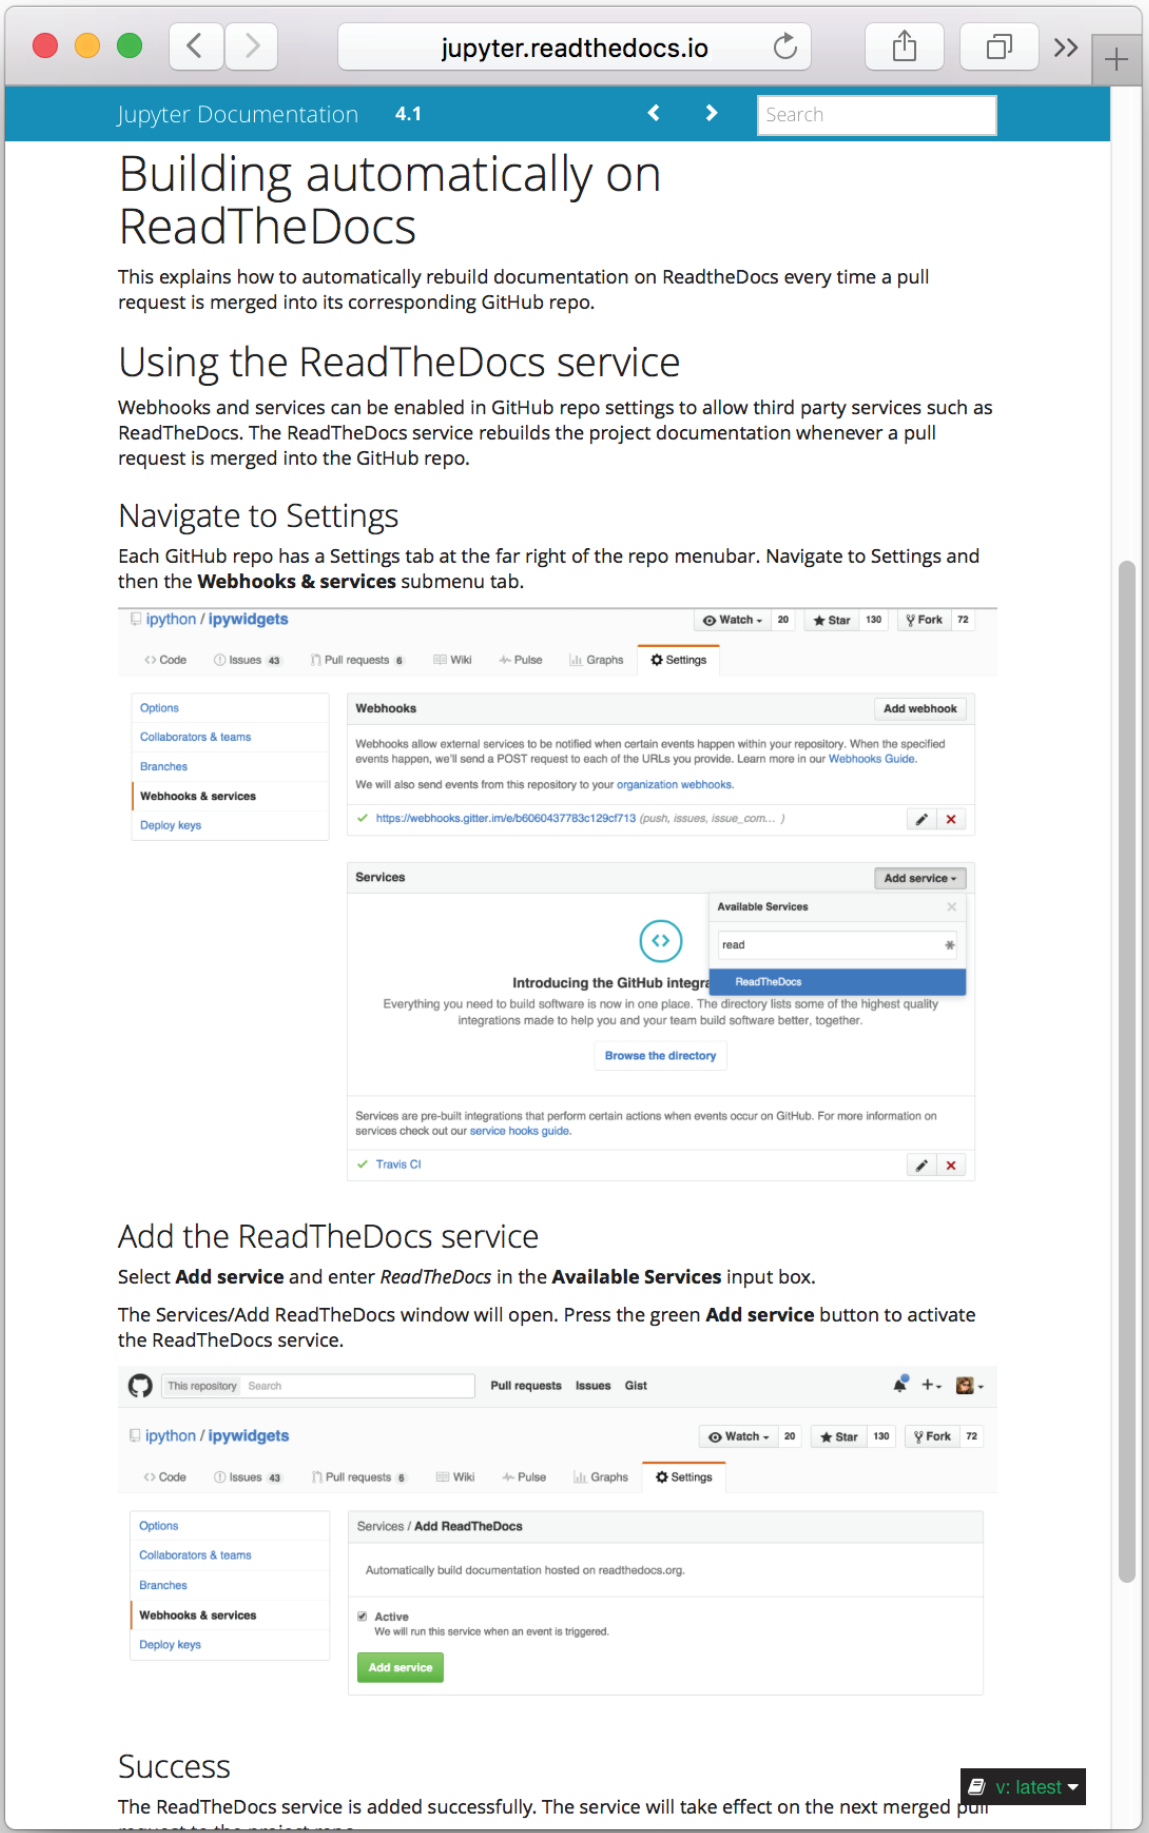 jupyter.readthedocs.io
Jupyter Documentation 4.1 Search
Building automatically on
ReadTheDocs
This explains how to automatically rebuild documentation on ReadtheDocs every time a pull
request is merged into its corresponding GitHub repo.
Using the ReadTheDocs service
Webhooks and services can be enabled in GitHub repo settings to allow third party services such as
ReadTheDocs. The ReadTheDocs service rebuilds the project documentation whenever a pull
request is merged into the GitHub repo.
Navigate to Settings
Each GitHub repo has a Settings tab at the far right of the repo menubar. Navigate to Settings and
then the Webhooks & services submenu tab.
ipython / ipywidgets Watch 20 Star 130 Fork 72
Code Issues 43 Pull requests 6 Wiki Pulse Graphs Settings
Options
Collaborators & teams
Branches
Webhooks & services
Deploy keys
Webhooks Add webhook
Webhooks allow external services to be notified when certain events happen within your repository. When the specified
events happen, we'll send a POST request to each of the URLs you provide. Learn more in our Webhooks Guide.
We will also send events from this repository to your organization webhooks.
https://webhooks.gitter.im/e/b6060437783c129cf713 (push, issues, issue_com... )
Services Add service
Available Services
read
ReadTheDocs
Introducing the GitHub integra
Everything you need to build software is now in one place. The directory lists some of the highest quality
integrations made to help you and your team build software better, together.
Browse the directory
Services are pre-built integrations that perform certain actions when events occur on GitHub. For more information on
services check out our service hooks guide.
Travis CI
Add the ReadTheDocs service
Select Add service and enter ReadTheDocs in the Available Services input box.
The Services/Add ReadTheDocs window will open. Press the green Add service button to activate
the ReadTheDocs service.
This repository Search Pull requests Issues Gist
ipython / ipywidgets Watch 20 Star 130 Fork 72
Code Issues 43 Pull requests 6 Wiki Pulse Graphs Settings
Options
Collaborators & teams
Branches
Webhooks & services
Deploy keys
Services / Add ReadTheDocs
Automatically build documentation hosted on readthedocs.org.
Active
We will run this service when an event is triggered.
Add service
Success
v: latest
The ReadTheDocs service is added successfully. The service will take effect on the next merged pull